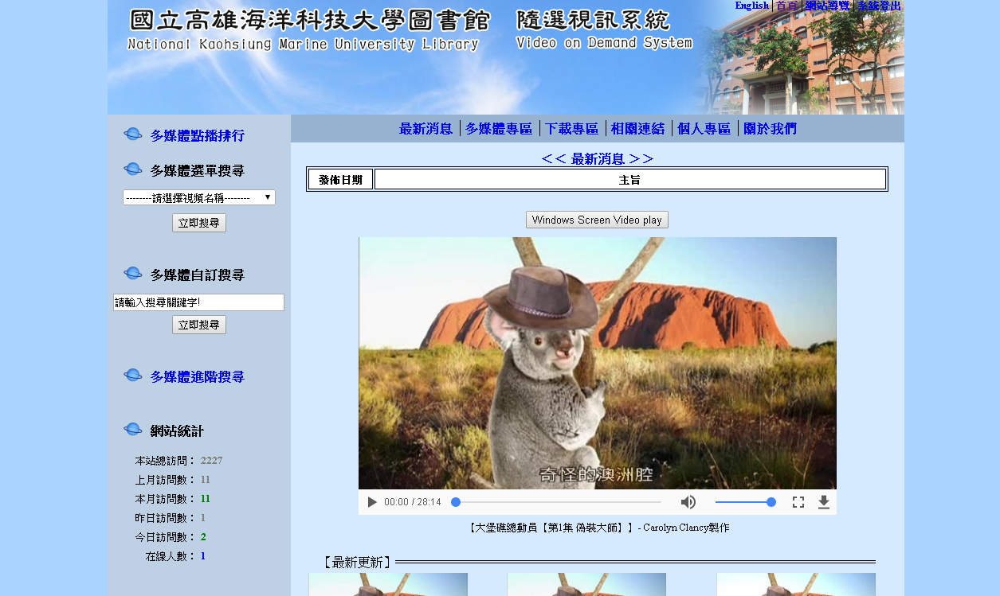 國立高雄海洋科技大學圖書館 隨選視訊系統
National Kaohsiung Marine University Library Video on Demand System
English | 首頁 | 網站導覽 | 系統登出
多媒體點播排行
多媒體選單搜尋
--------請選擇視頻名稱--------
立即搜尋
多媒體自訂搜尋
請輸入搜尋關鍵字!
立即搜尋
多媒體進階搜尋
網站統計
本站總訪問： 2227
上月訪問數： 11
本月訪問數： 11
昨日訪問數： 1
今日訪問數： 2
在線人數： 1
最新消息 | 多媒體專區 | 下載專區 | 相關連結 | 個人專區 | 關於我們
＜＜ 最新消息 ＞＞
發佈日期 主旨
Windows Screen Video play
奇怪的澳洲腔
00:00 / 28:14
【大堡礁總動員【第1集 偽裝大師】】- Carolyn Clancy製作
【最新更新】